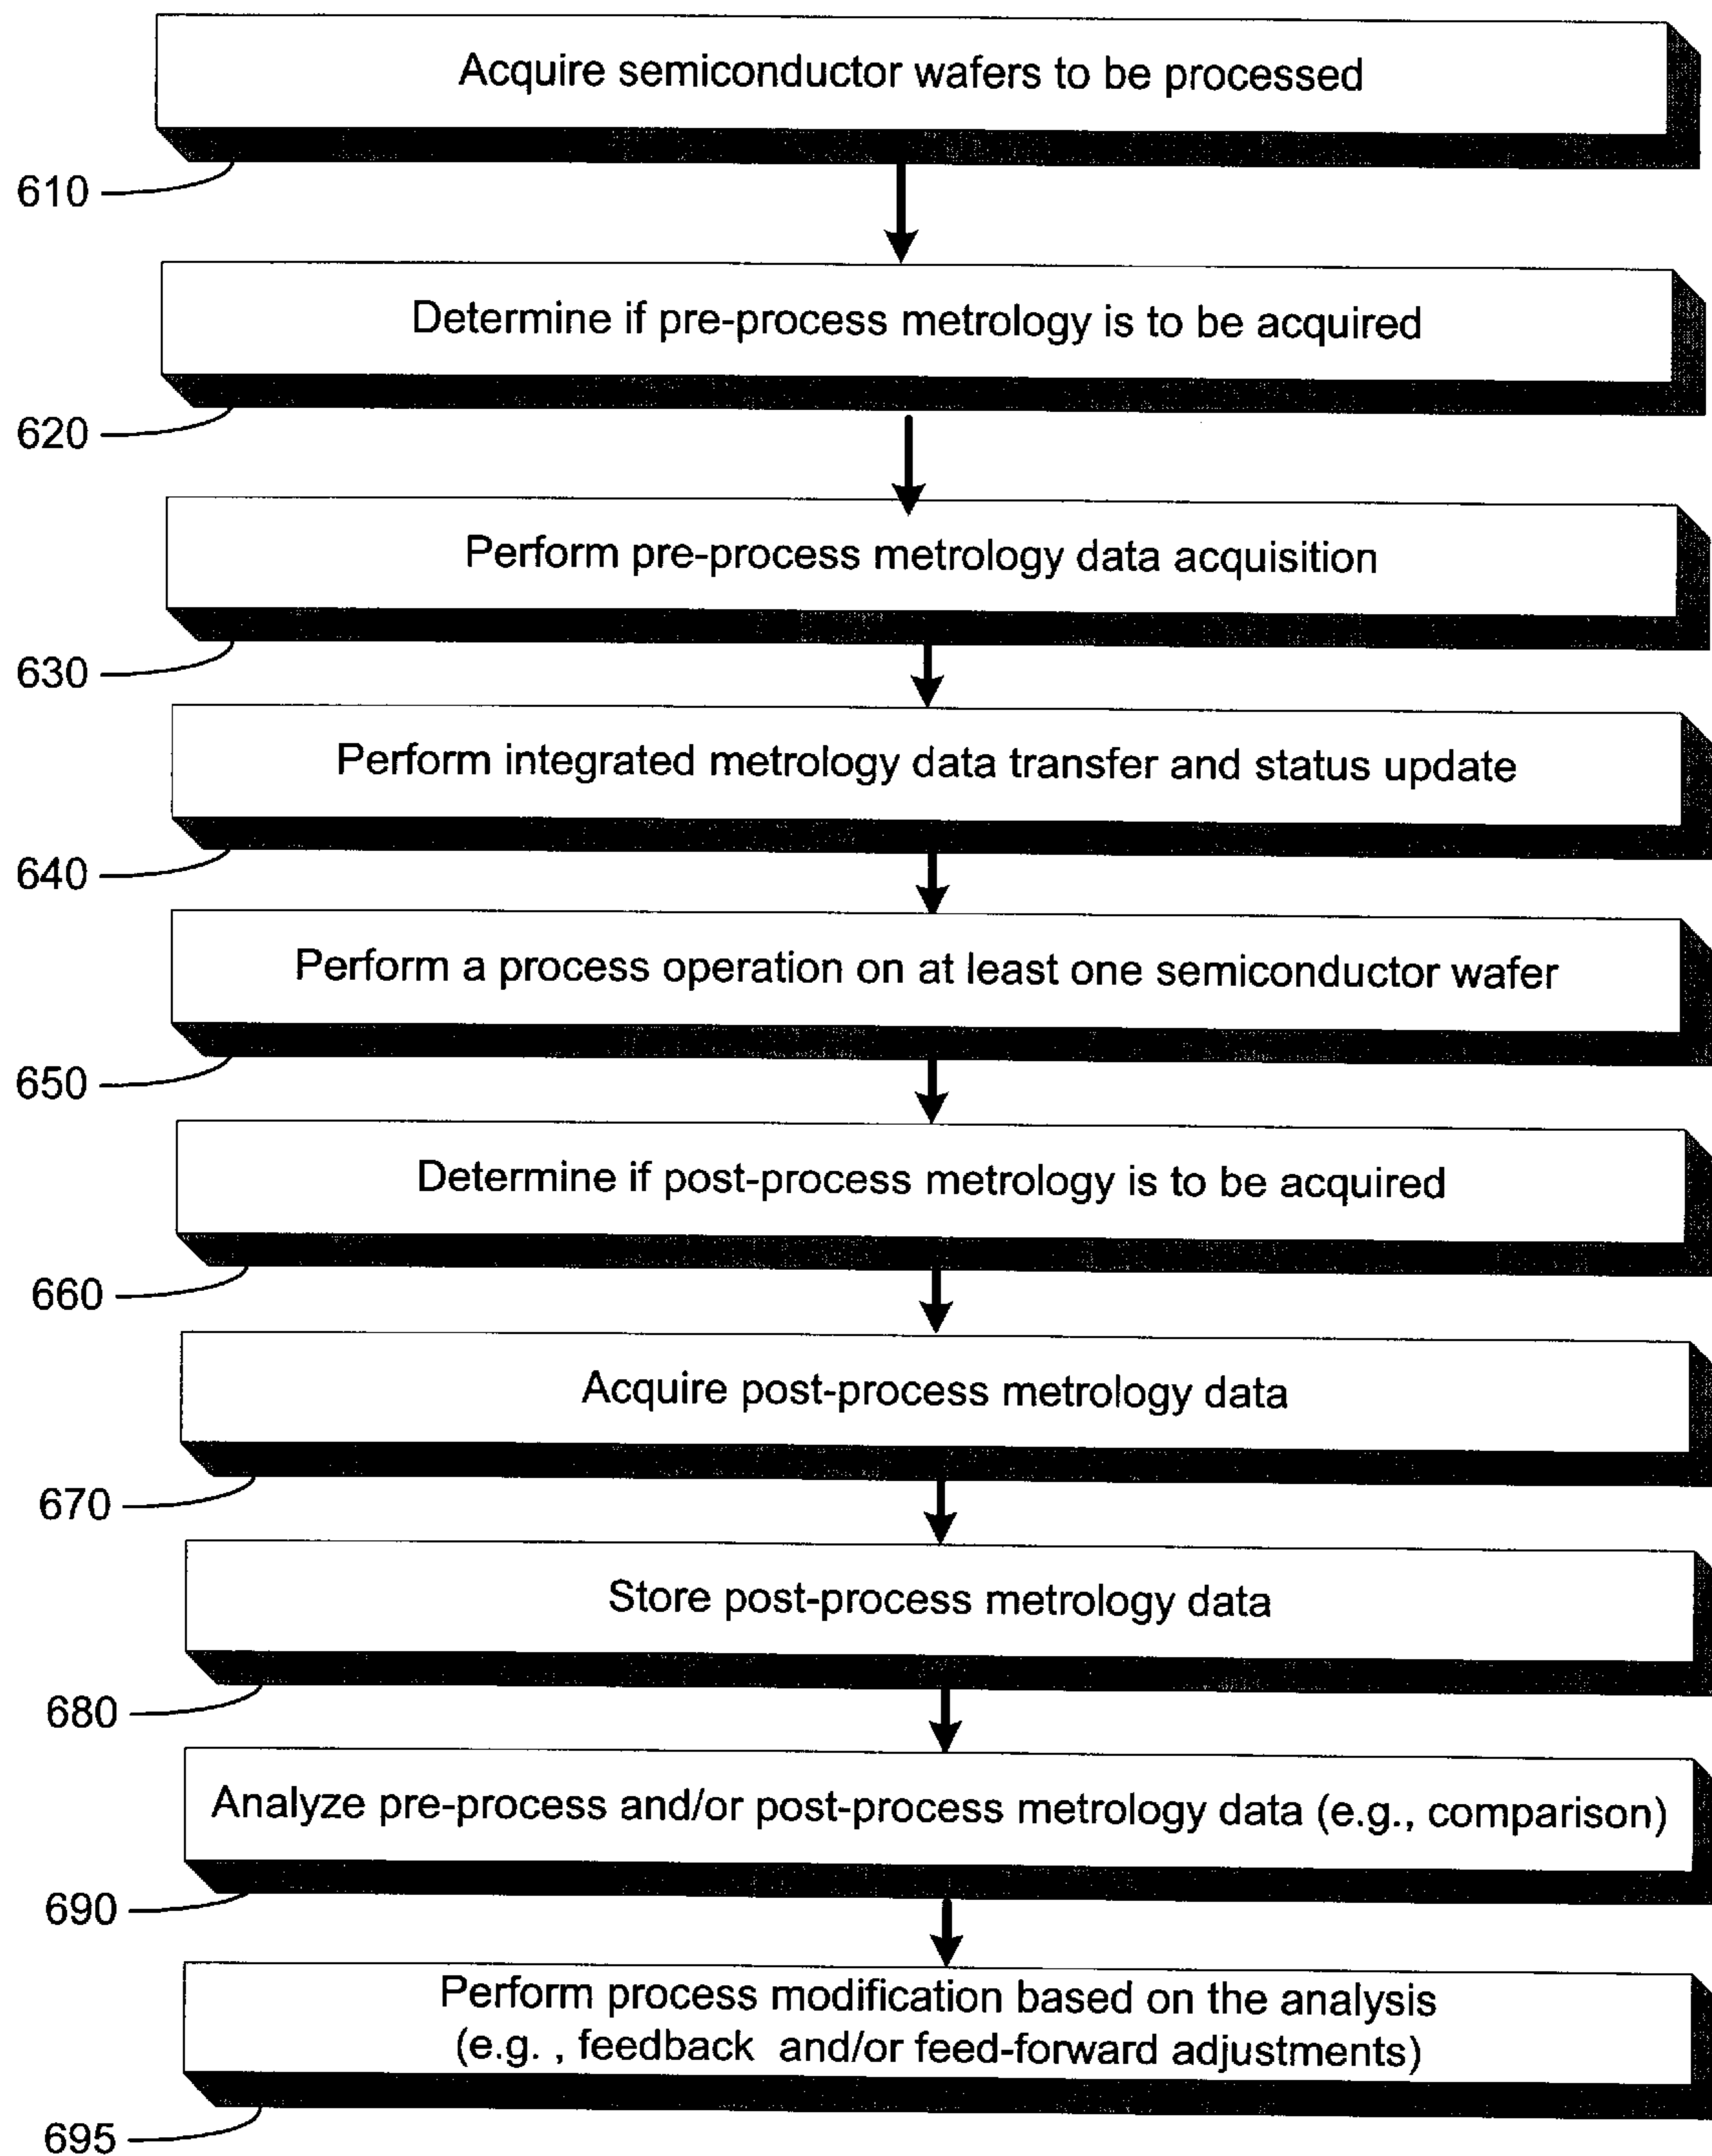 Acquire semiconductor wafers to be processed
610
Determine if pre-process metrology is to be acquired
620
Perform pre-process metrology data acquisition
630
Perform integrated metrology data transfer and status update
640
Perform a process operation on at least one semiconductor wafer
650
Determine if post-process metrology is to be acquired
660
Acquire post-process metrology data
670
Store post-process metrology data
680
Analyze pre-process and/or post-process metrology data (e.g., comparison)
690
Perform process modification based on the analysis
(e.g. , feedback and/or feed-forward adjustments)
695